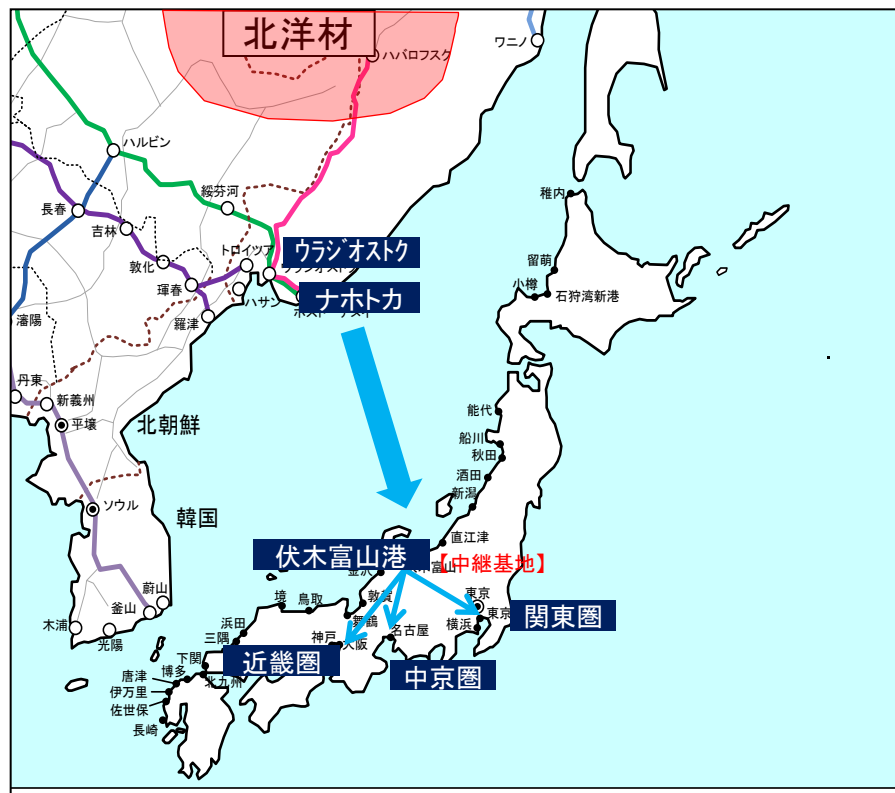 北洋材
ワニノ
ハバロフスク
ハルビン
綏芬河
稚内
長春
吉林
トロイツア
ウラジオストク
敦化
留萌
琿春
ハサン
ナホトカ
小樽
石狩湾新港
瀋陽
羅津
丹東
新義州
平壌
北朝鮮
能代
船川
秋田
酒田
新潟
ソウル
韓国
直江津
伏木富山港
【中継基地】
金沢
富山
蔚山
釜山
境
鳥取
敦賀
東京
東京
関東圏
木浦
光陽
浜田
三隅
舞鶴
神戸
大阪
名古屋
横浜
近畿圏
中京圏
下関
博多
唐津
北九州
伊万里
佐世保
長崎